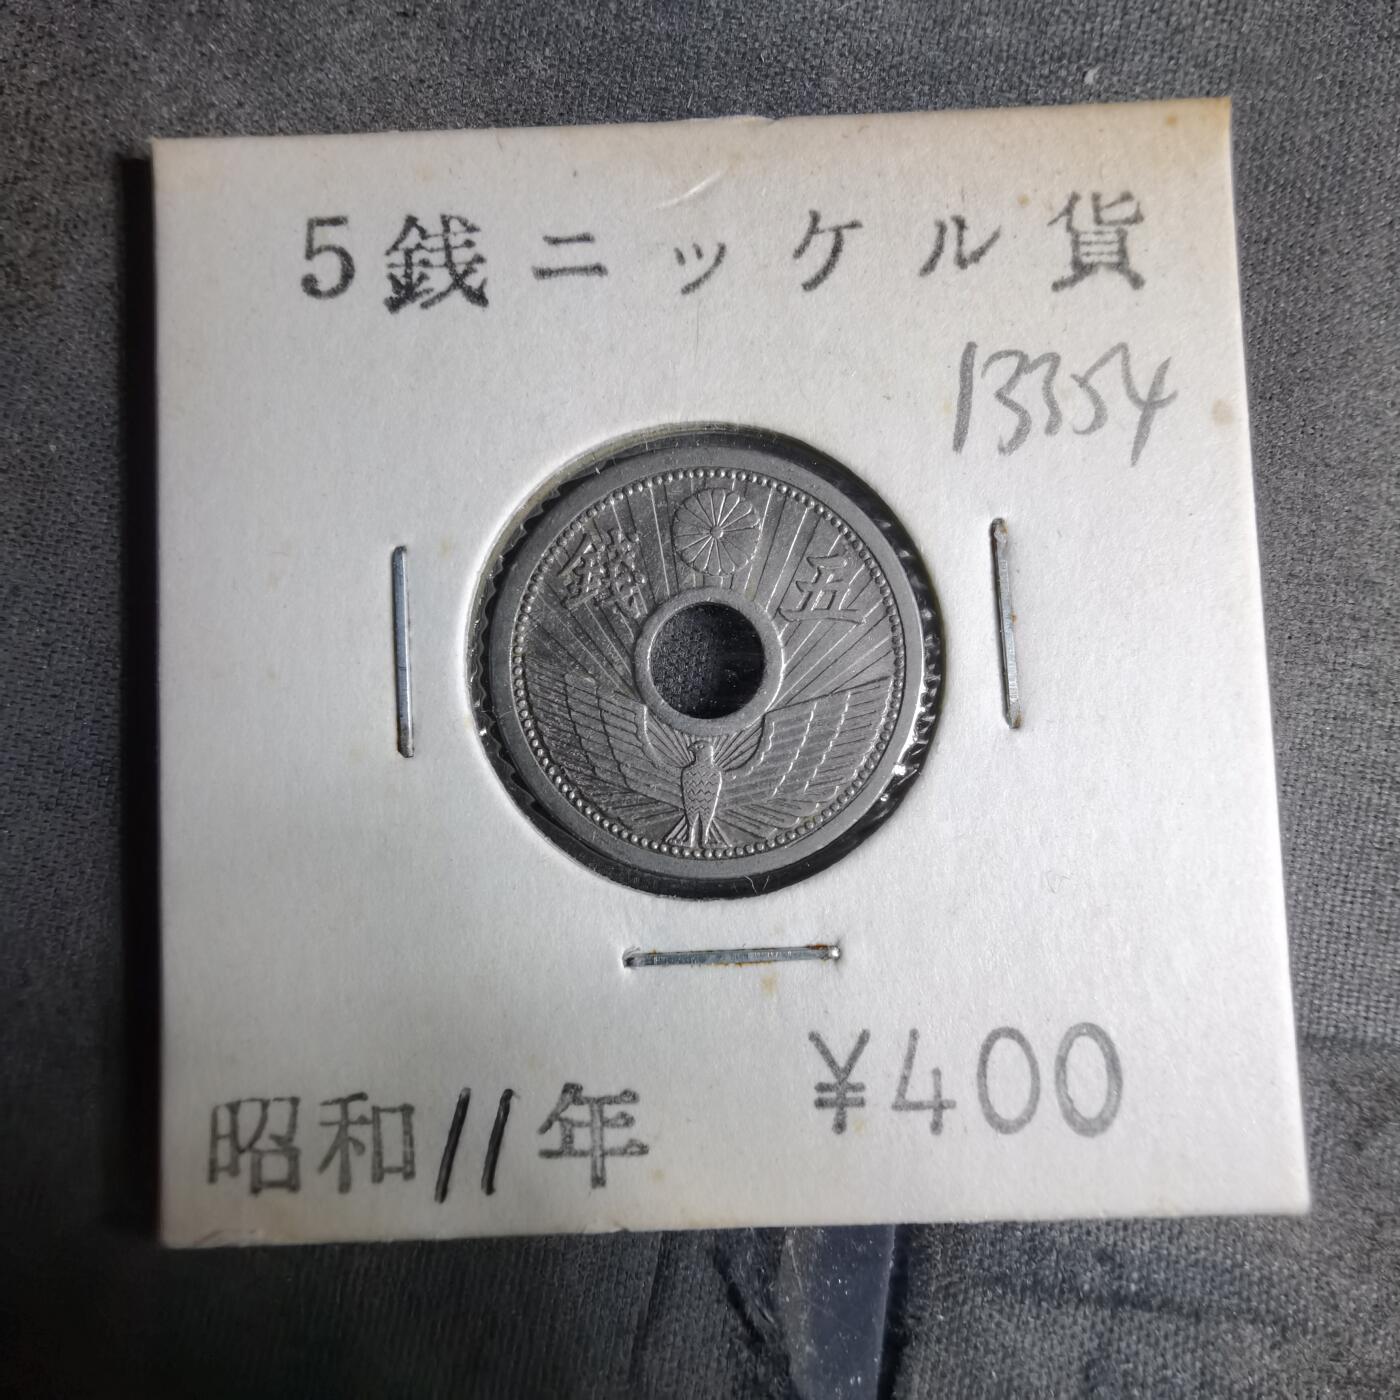 5銭ニッケル貨
13354
五 錢
¥400
昭和11年